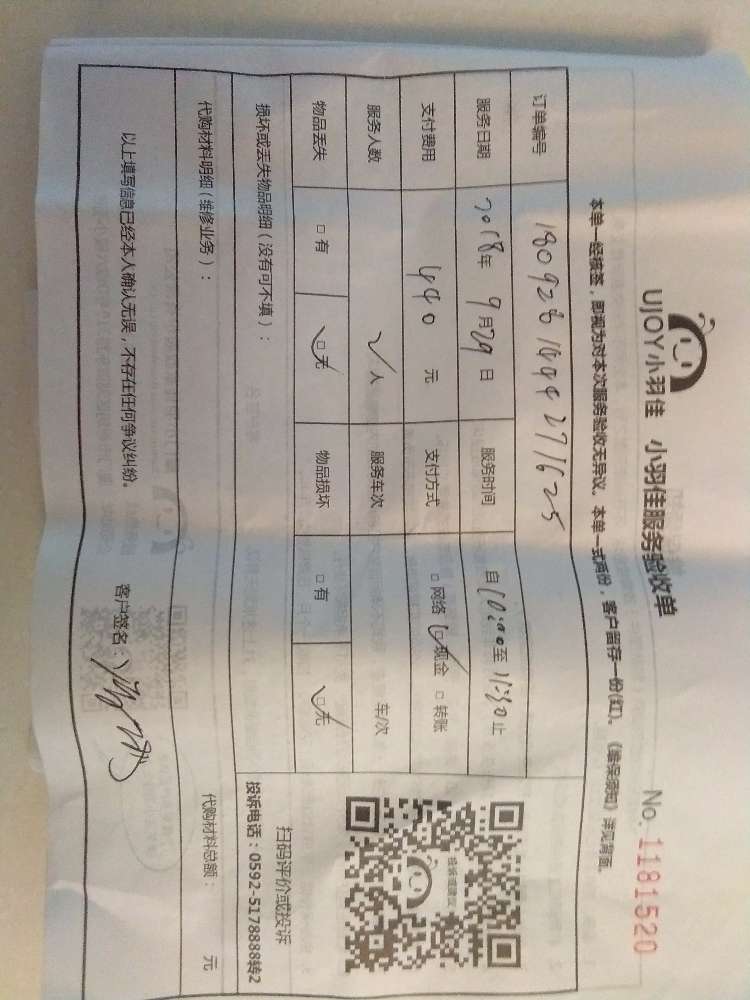 UJOY小羽佳 小羽佳服务验收单 No. 1181520
本单一经核签，即视为对本次服务验收无异议。本单一式两份，客户留存一份(红)。《维保须知》详见背面。
订单编号
服务日期 2018年 9月29日 服务时间 自10:00至11:30止
支付费用 440 元 支付方式 □网络 □现金 □转账
服务人数 人 服务车次 车/次
物品丢失 □有 □无 物品损坏 □有 □无
损坏或丢失物品明细（没有可不填）：
扫码评价或投诉
投诉电话：0592-5178888转2
代购材料明细（维修业务）： 代购材料总额： 元
以上填写信息已经本人确认无误，不存在任何争议纠纷。 客户签名：